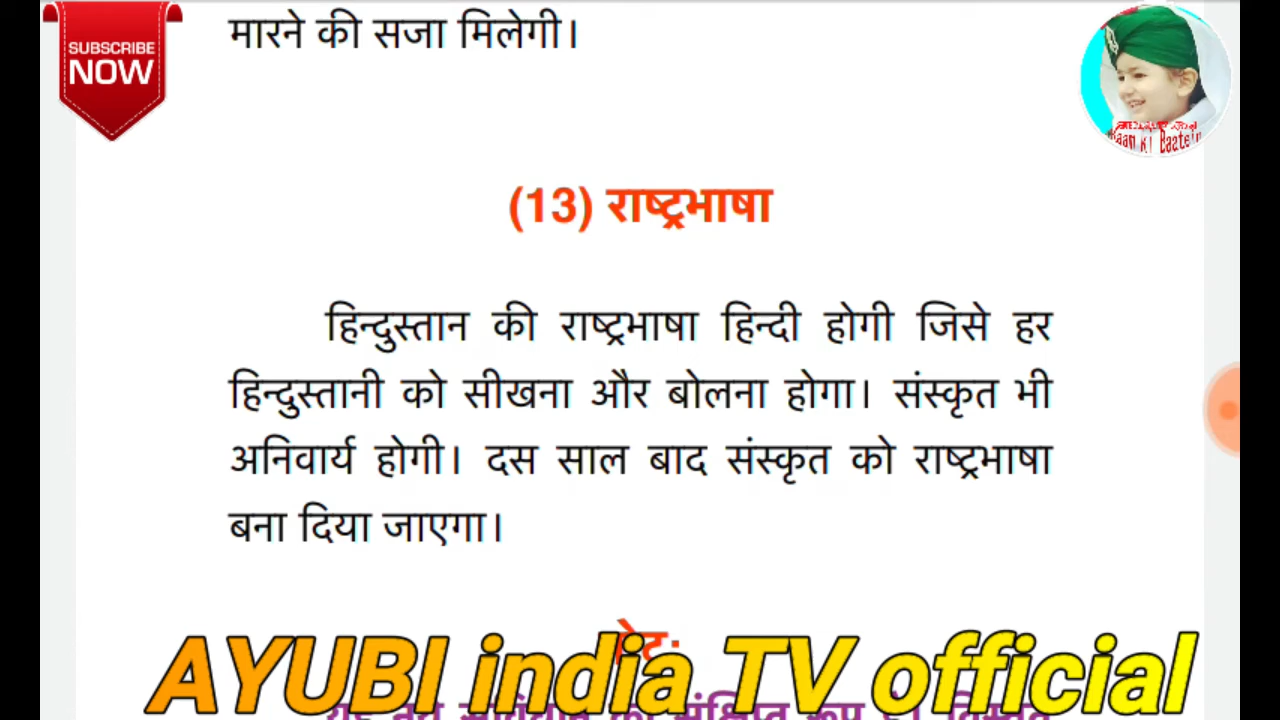 मारने की सजा मिलेगी।
SUBSCRIBE
NOW
(13) राष्ट्रभाषा
हिन्दुस्तान की राष्ट्रभाषा हिन्दी होगी जिसे हर
हिन्दुस्तानी को सीखना और बोलना होगा। संस्कृत भी
अनिवार्य होगी। दस साल बाद संस्कृत को राष्ट्रभाषा
बना दिया जाएगा।
AYUBI india TV official